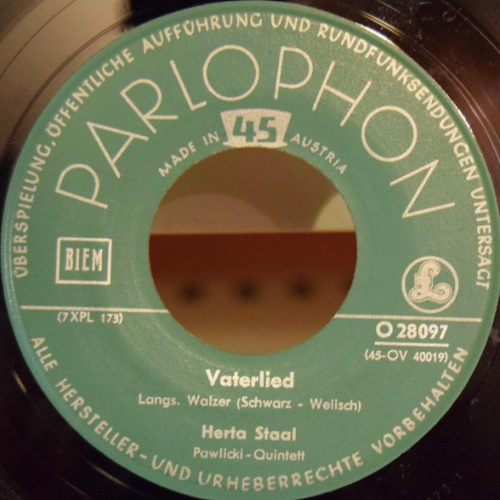 ÜBERSPIELUNG, ÖFFENTLICHE AUFFÜHRUNG UND RUNDFUNKSENDUNGEN UNTERSAGT
PARLOPHON
45
MADE IN AUSTRIA
BIEM
£
(7XPL 173)
O 28097
(45-OV 40019)
Vaterlied
Langs. Walzer (Schwarz - Welisch)
Herta Staal
Pawlicki-Quintett
ALLE HERSTELLER-UND URHEBERRECHTE VORBEHALTEN